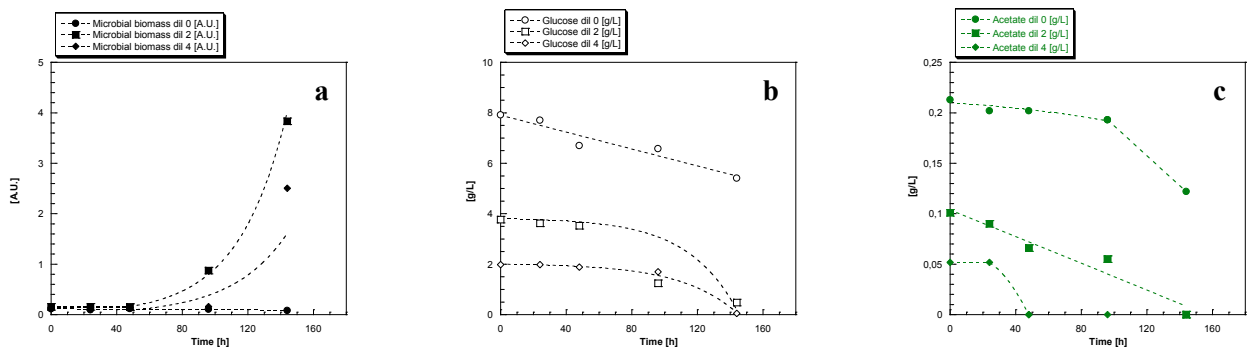 Microbial biomass dil 0 [A.U.]
Microbial biomass dil 2 [A.U.]
Microbial biomass dil 4 [A.U.]
a
5
4
3
2
1
0
[A.U.]
0 40 80 120 160
Time [h]
Glucose dil 0 [g/L]
Glucose dil 2 [g/L]
Glucose dil 4 [g/L]
b
10
8
6
4
2
0
[g/L]
0 40 80 120 160
Time [h]
Acetate dil 0 [g/L]
Acetate dil 2 [g/L]
Acetate dil 4 [g/L]
c
0,25
0,2
0,15
0,1
0,05
0
[g/L]
0 40 80 120 160
Time [h]